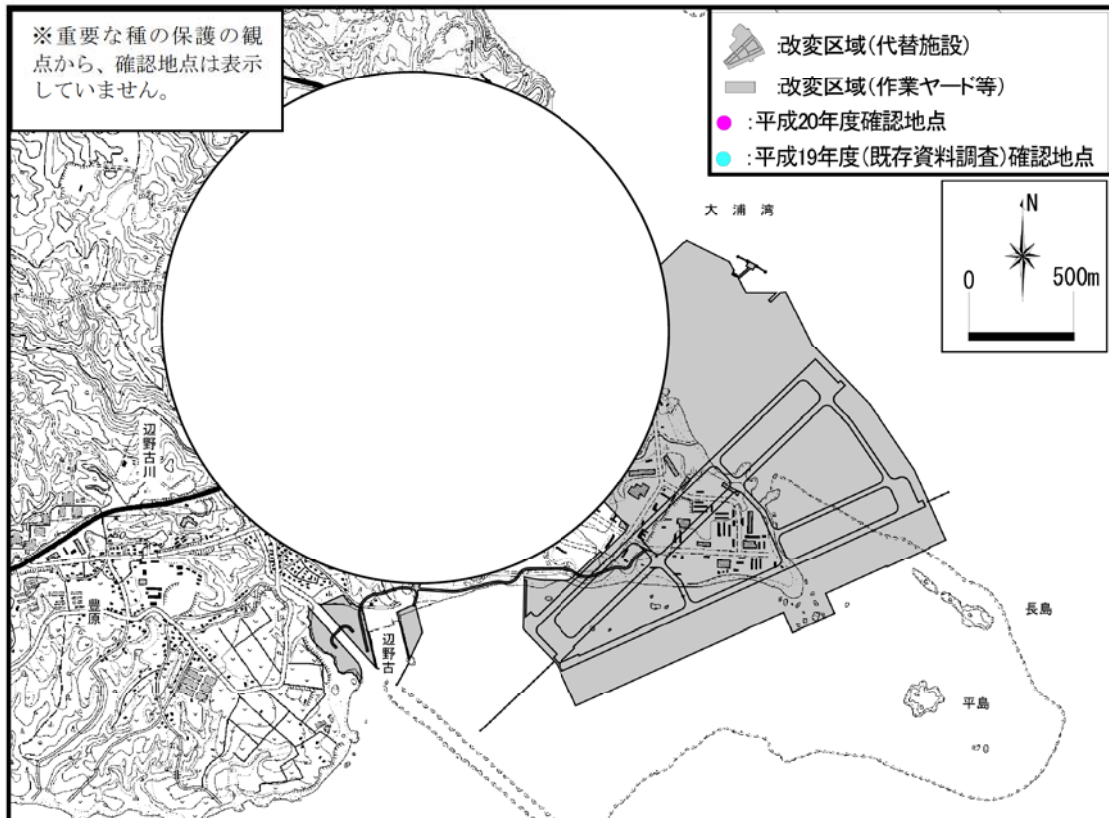 ※重要な種の保護の観
点から、確認地点は表示
していません。
:改変区域(代替施設)
:改変区域(作業ヤード等)
:平成20年度確認地点
:平成19年度(既存資料調査)確認地点
大浦湾
N
0 500m
辺野古川
豊原
辺野古
長島
平島